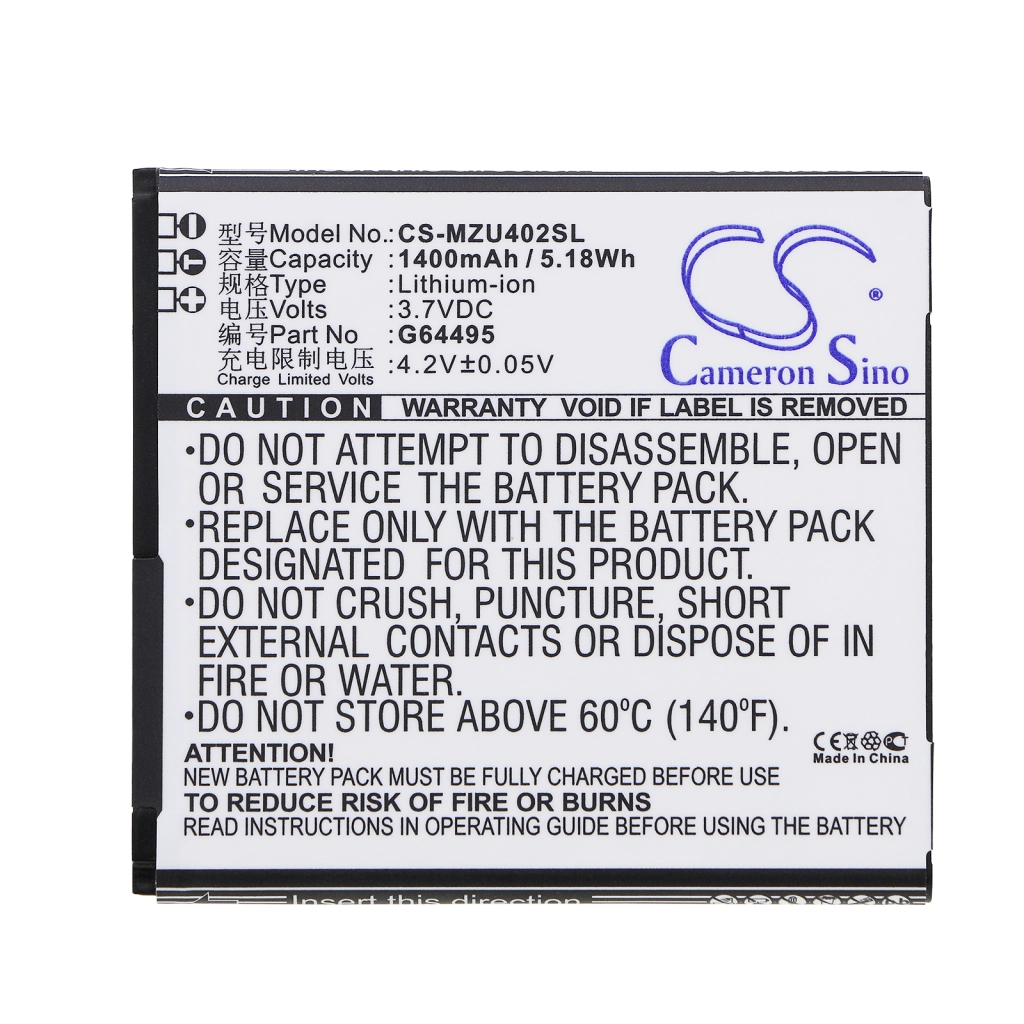 型号Model No.: CS-MZU402SL
容量Capacity : 1400mAh / 5.18Wh
规格Type : Lithium-ion
电压Volts : 3.7VDC
编号Part No : G64495
充电限制电压 : 4.2V±0.05V
Charge Limited Volts
CS ®
Cameron Sino
CAUTION WARRANTY VOID IF LABEL IS REMOVED
•DO NOT ATTEMPT TO DISASSEMBLE, OPEN
OR SERVICE THE BATTERY PACK.
•REPLACE ONLY WITH THE BATTERY PACK
DESIGNATED FOR THIS PRODUCT.
•DO NOT CRUSH, PUNCTURE, SHORT
EXTERNAL CONTACTS OR DISPOSE OF IN
FIRE OR WATER.
•DO NOT STORE ABOVE 60°C (140°F).
CE PCT
Made In China
ATTENTION!
NEW BATTERY PACK MUST BE FULLY CHARGED BEFORE USE
TO REDUCE RISK OF FIRE OR BURNS
READ INSTRUCTIONS IN OPERATING GUIDE BEFORE USING THE BATTERY
Insert this direction